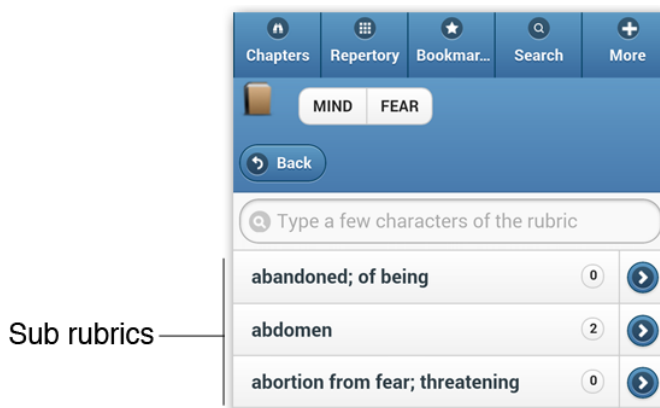 Chapters Repertory Bookmar... Search More
MIND FEAR
Back
Type a few characters of the rubric
abandoned; of being 0
Sub rubrics
abdomen 2
abortion from fear; threatening 0